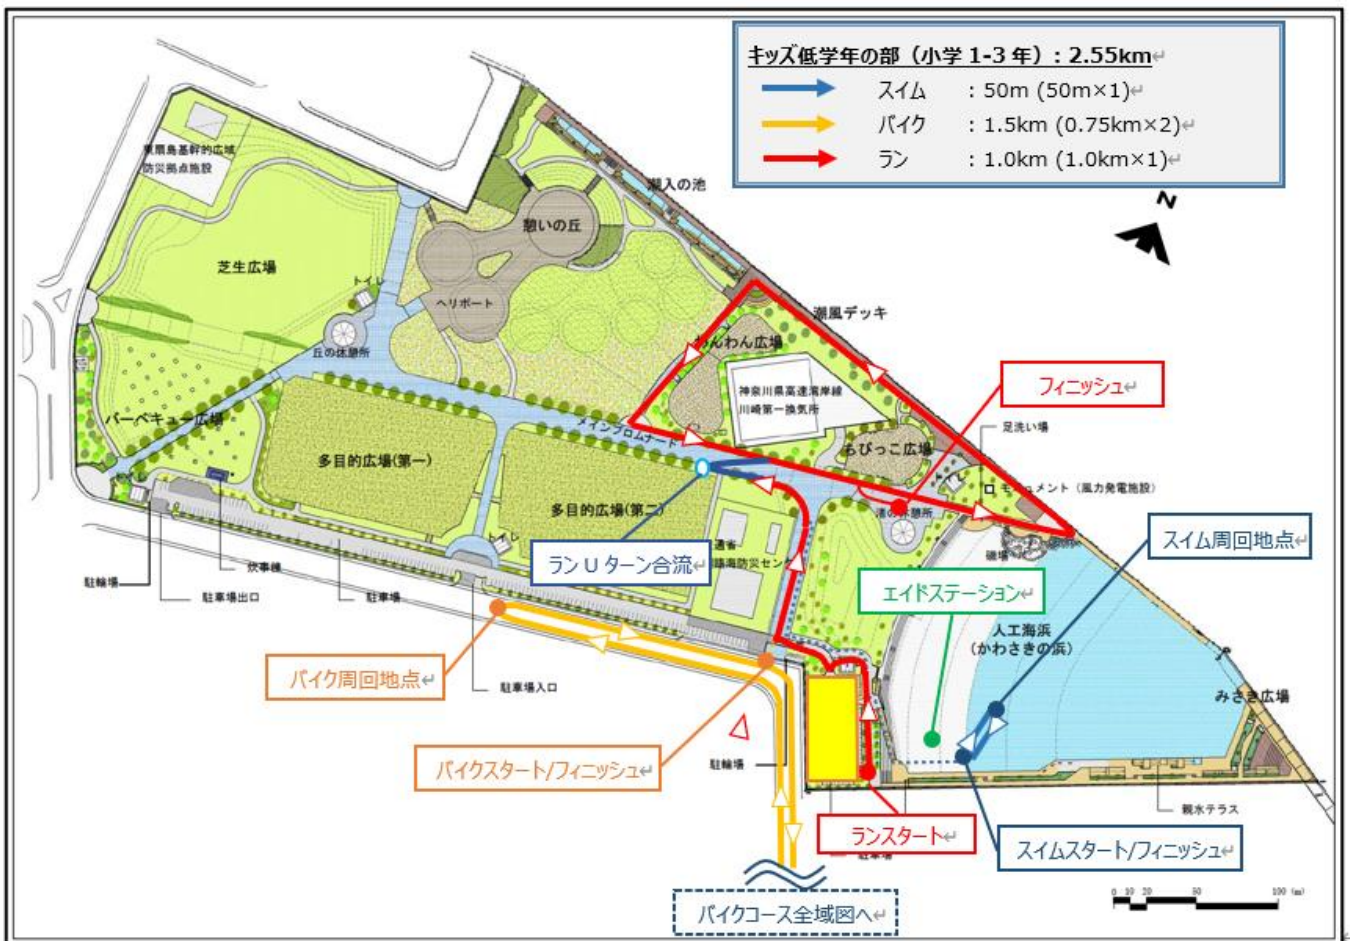 キッズ低学年の部（小学 1-3 年）: 2.55km↵
スイム : 50m (50m×1)↵
バイク : 1.5km (0.75km×2)↵
ラン : 1.0km (1.0km×1)↵
N
東扇島基幹的広域
防災拠点施設
潮入の池
憩いの丘
芝生広場
トイレ
ヘリポート
潮風デッキ
わんわん広場
丘の休憩所
神奈川県高速湾岸線
川崎第一換気所
フィニッシュ↵
バーベキュー広場
メインプロムナード
足洗い場
ちびっこ広場
多目的広場(第一)
トイレ
モニュメント（風力発電施設）
多目的広場(第二)
渚の休憩所
スイム周回地点↵
トイレ
磯場
ラン U ターン合流↵
臨海防災センター
炊事棟
駐輪場
駐車場出口
駐車場
エイドステーション↵
人工海浜
(かわさきの浜)
バイク周回地点↵
駐車場入口
みさき広場
バイクスタート/フィニッシュ↵
駐輪場
親水テラス
ランスタート↵
スイムスタート/フィニッシュ↵
駐車場
バイクコース全域図へ↵
0 10 20 50 100 (m)